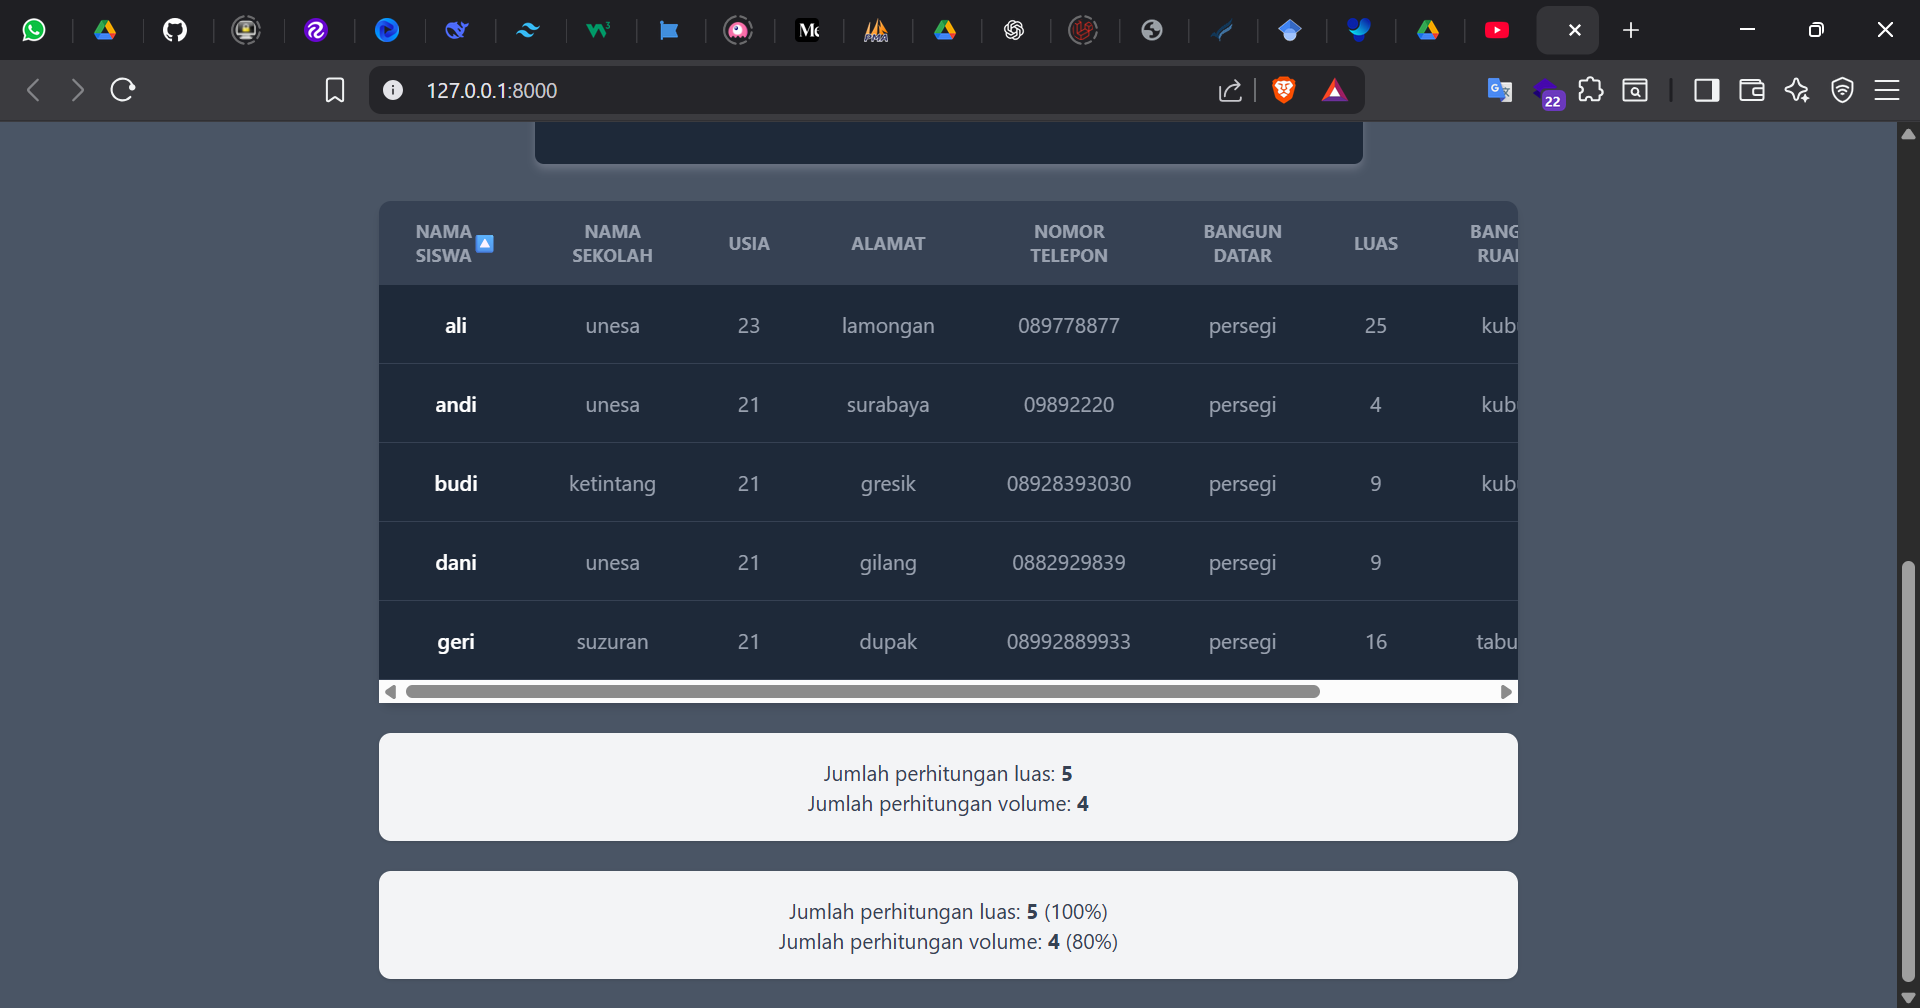 127.0.0.1:8000
22
NAMA SISWA NAMA SEKOLAH USIA ALAMAT NOMOR TELEPON BANGUN DATAR LUAS BANG RUA
ali unesa 23 lamongan 089778877 persegi 25 kub
andi unesa 21 surabaya 09892220 persegi 4 kub
budi ketintang 21 gresik 08928393030 persegi 9 kub
dani unesa 21 gilang 0882929839 persegi 9
geri suzuran 21 dupak 08992889933 persegi 16 tabu
Jumlah perhitungan luas: 5
Jumlah perhitungan volume: 4
Jumlah perhitungan luas: 5 (100%)
Jumlah perhitungan volume: 4 (80%)